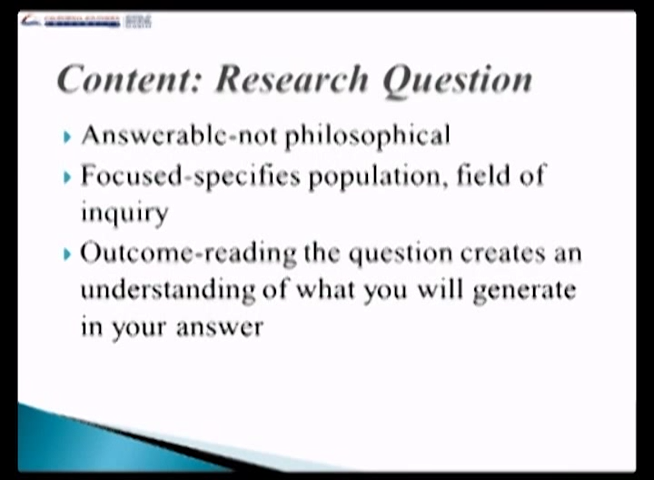 Content: Research Question
Answerable-not philosophical
Focused-specifies population, field of
inquiry
Outcome-reading the question creates an
understanding of what you will generate
in your answer